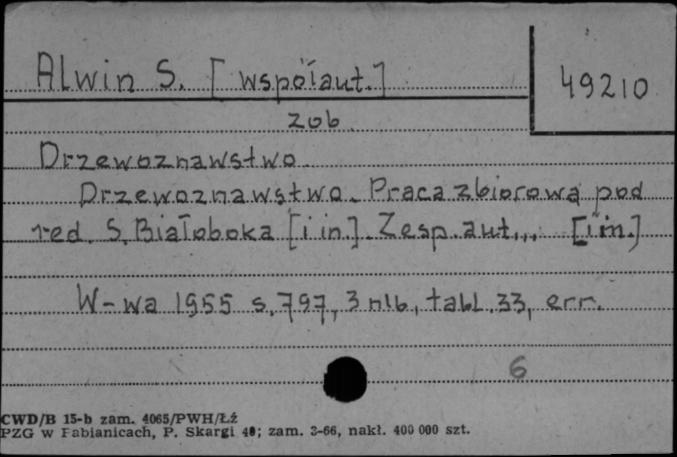 Alwin S. [współaut.]
49210
zob.
Drzewoznawstwo.
Drzewoznawstwo. Praca zbiorowa pod
red. S. Białoboka [i in.]. Zesp. aut.,,, [i in.]
W-wa 1955 s. 797, 3 nlb, tabl. 33, err.
6
CWD/B 15-b zam. 4065/PWH/Łź
PZG w Pabianicach, P. Skargi 40; zam. 3-66, nakł. 400 000 szt.